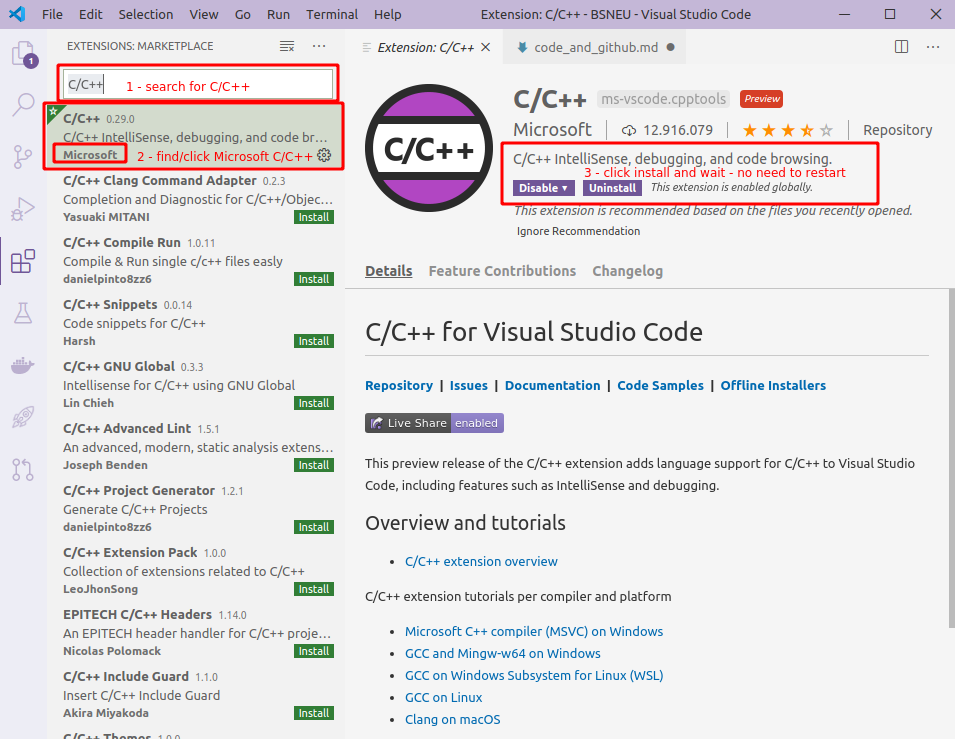 File Edit Selection View Go Run Terminal Help Extension: C/C++ - BSNEU - Visual Studio Code
1
EXTENSIONS: MARKETPLACE
C/C++ 1 - search for C/C++
C/C++ 0.29.0
C/C++ IntelliSense, debugging, and code br…
Microsoft 2 - find/click Microsoft C/C++
C/C++ Clang Command Adapter 0.2.3
Completion and Diagnostic for C/C++/Objec…
Yasuaki MITANI Install
C/C++ Compile Run 1.0.11
Compile & Run single c/c++ files easly
danielpinto8zz6 Install
C/C++ Snippets 0.0.14
Code snippets for C/C++
Harsh Install
C/C++ GNU Global 0.3.3
Intellisense for C/C++ using GNU Global
Lin Chieh Install
C/C++ Advanced Lint 1.5.1
An advanced, modern, static analysis extens…
Joseph Benden Install
C/C++ Project Generator 1.2.1
Generate C/C++ Projects
danielpinto8zz6 Install
C/C++ Extension Pack 1.0.0
Collection of extensions related to C/C++
LeoJhonSong Install
EPITECH C/C++ Headers 1.14.0
An EPITECH header handler for C/C++ proje…
Nicolas Polomack Install
C/C++ Include Guard 1.1.0
Insert C/C++ Include Guard
Akira Miyakoda Install
C/C++ Themes 1.0.0
Extension: C/C++ code_and_github.md
C/C++
C/C++ ms-vscode.cpptools Preview
Microsoft 12.916.079 Repository
C/C++ IntelliSense, debugging, and code browsing.
3 - click install and wait - no need to restart
Disable Uninstall This extension is enabled globally.
This extension is recommended based on the files you recently opened.
Ignore Recommendation
Details Feature Contributions Changelog
C/C++ for Visual Studio Code
Repository | Issues | Documentation | Code Samples | Offline Installers
Live Share enabled
This preview release of the C/C++ extension adds language support for C/C++ to Visual Studio
Code, including features such as IntelliSense and debugging.
Overview and tutorials
• C/C++ extension overview
C/C++ extension tutorials per compiler and platform
• Microsoft C++ compiler (MSVC) on Windows
• GCC and Mingw-w64 on Windows
• GCC on Windows Subsystem for Linux (WSL)
• GCC on Linux
• Clang on macOS